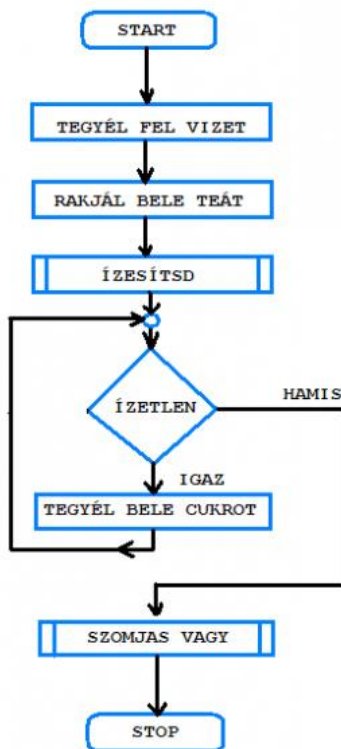 START
TEGYÉL FEL VIZET
RAKJÁL BELE TEÁT
ÍZESÍTSD
ÍZETLEN
HAMIS
IGAZ
TEGYÉL BELE CUKROT
SZOMJAS VAGY
STOP